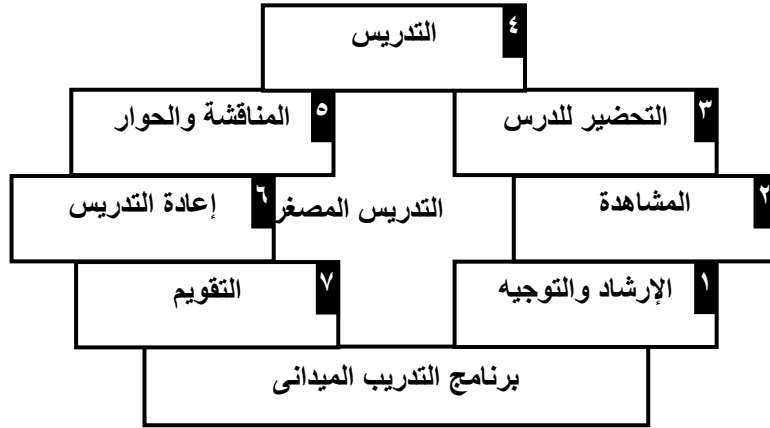 ٤ التدريس
٣ التحضير للدرس
٥ المناقشة والحوار
٢ المشاهدة
التدريس المصغر
٦ إعادة التدريس
١ الإرشاد والتوجيه
٧ التقويم
برنامج التدريب الميدانى